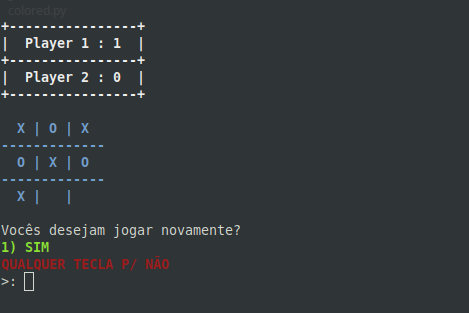 colored.py
+----------------+
|  Player 1 : 1  |
+----------------+
|  Player 2 : 0  |
+----------------+
X | O | X
-------------
O | X | O
-------------
X |   |
Vocês desejam jogar novamente?
1) SIM
QUALQUER TECLA P/ NÃO
>: